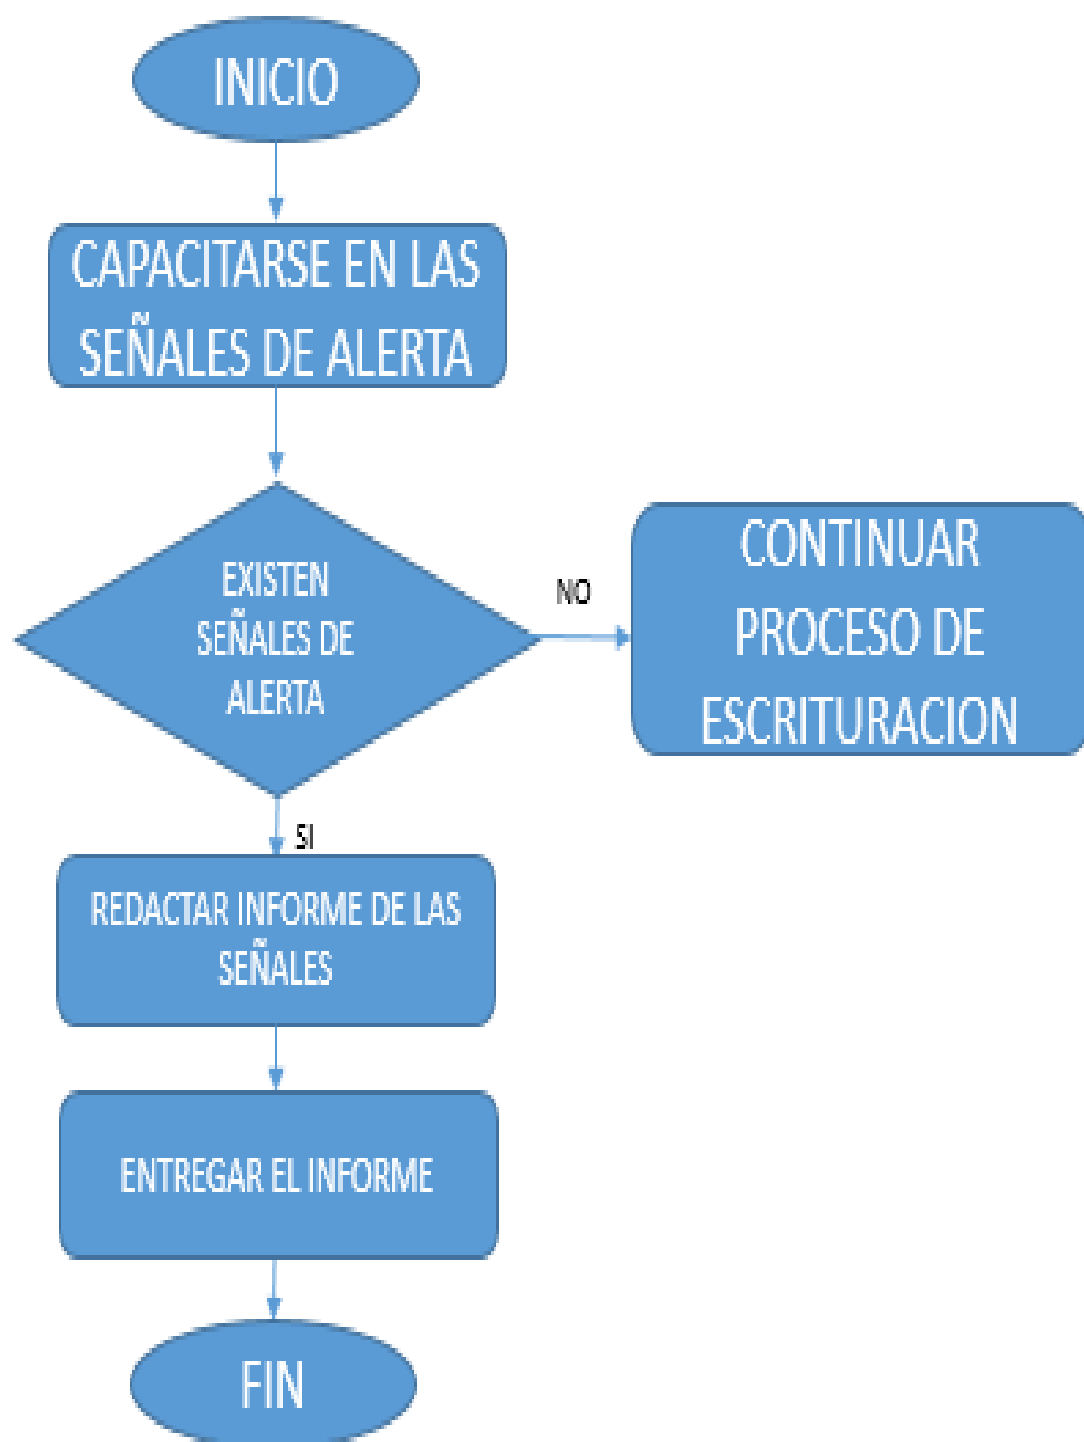 INICIO
CAPACITARSE EN LAS
SEÑALES DE ALERTA
EXISTEN
SEÑALES DE
ALERTA
NO
CONTINUAR
PROCESO DE
ESCRITURACION
SI
REDACTAR INFORME DE LAS
SEÑALES
ENTREGAR EL INFORME
FIN